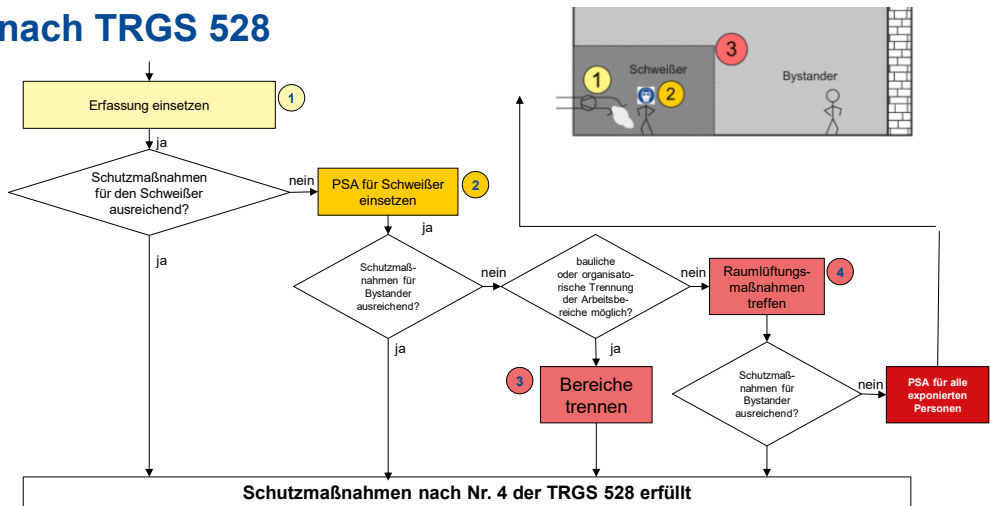 nach TRGS 528
3
1
Schweißer
2
Bystander
Erfassung einsetzen
1
ja
Schutzmaßnahmen
für den Schweißer
ausreichend?
nein
PSA für Schweißer
einsetzen
2
ja
ja
Schutzmaß-
nahmen für
Bystander
ausreichend?
nein
bauliche
oder organisato-
rische Trennung
der Arbeitsbe-
reiche möglich?
nein
Raumlüftungs-
maßnahmen
treffen
4
ja
ja
3
Bereiche
trennen
Schutzmaß-
nahmen für
Bystander
ausreichend?
nein
PSA für alle
exponierten
Personen
Schutzmaßnahmen nach Nr. 4 der TRGS 528 erfüllt